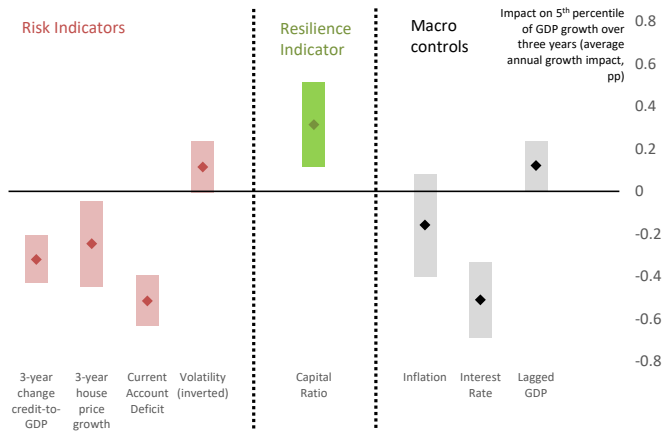 Risk Indicators
Resilience
Indicator
Macro
controls
Impact on 5th percentile
of GDP growth over
three years (average
annual growth impact,
pp)
0.8
0.6
0.4
0.2
0
-0.2
-0.4
-0.6
-0.8
3-year
change
credit-to-
GDP
3-year
house
price
growth
Current
Account
Deficit
Volatility
(inverted)
Capital
Ratio
Inflation
Interest
Rate
Lagged
GDP